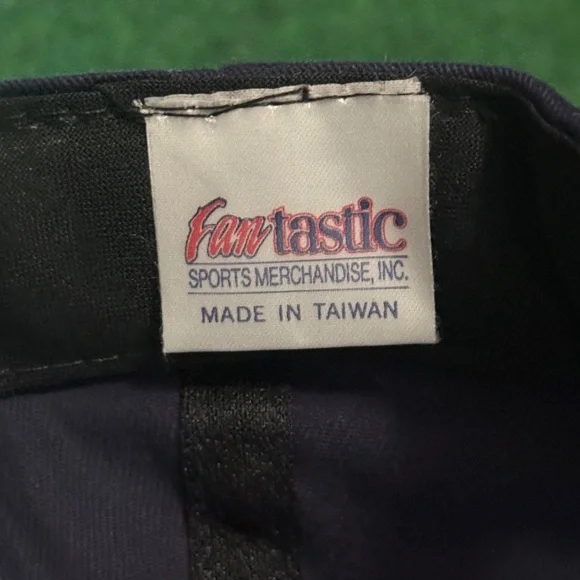 Fantastic
SPORTS MERCHANDISE, INC.
MADE IN TAIWAN